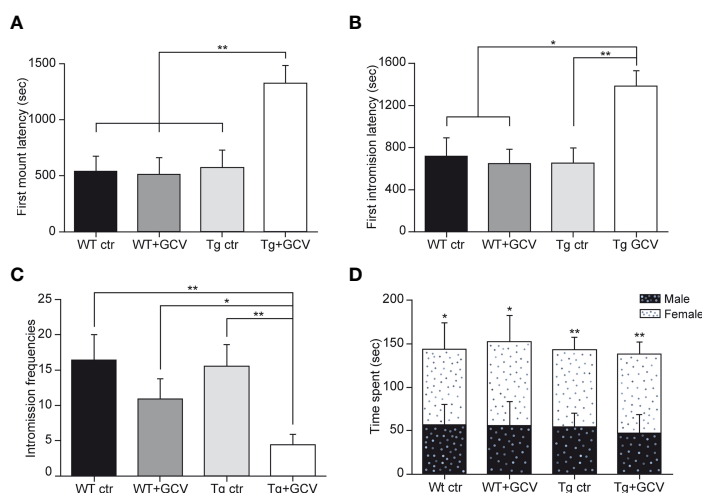 A
**
1500
1000
500
0
First mount latency (sec)
WT ctr WT+GCV Tg ctr Tg+GCV
B
*
**
1600
1200
800
400
0
First intromision latency (sec)
WT ctr WT+GCV Tg ctr Tg GCV
C
**
*
**
25
20
15
10
5
0
Intromission frequencies
WT ctr WT+GCV Tg ctr Tg+GCV
D
Male
Female
* * ** **
200
150
100
50
0
Time spent (sec)
Wt ctr WT+GCV Tg ctr Tg+GCV